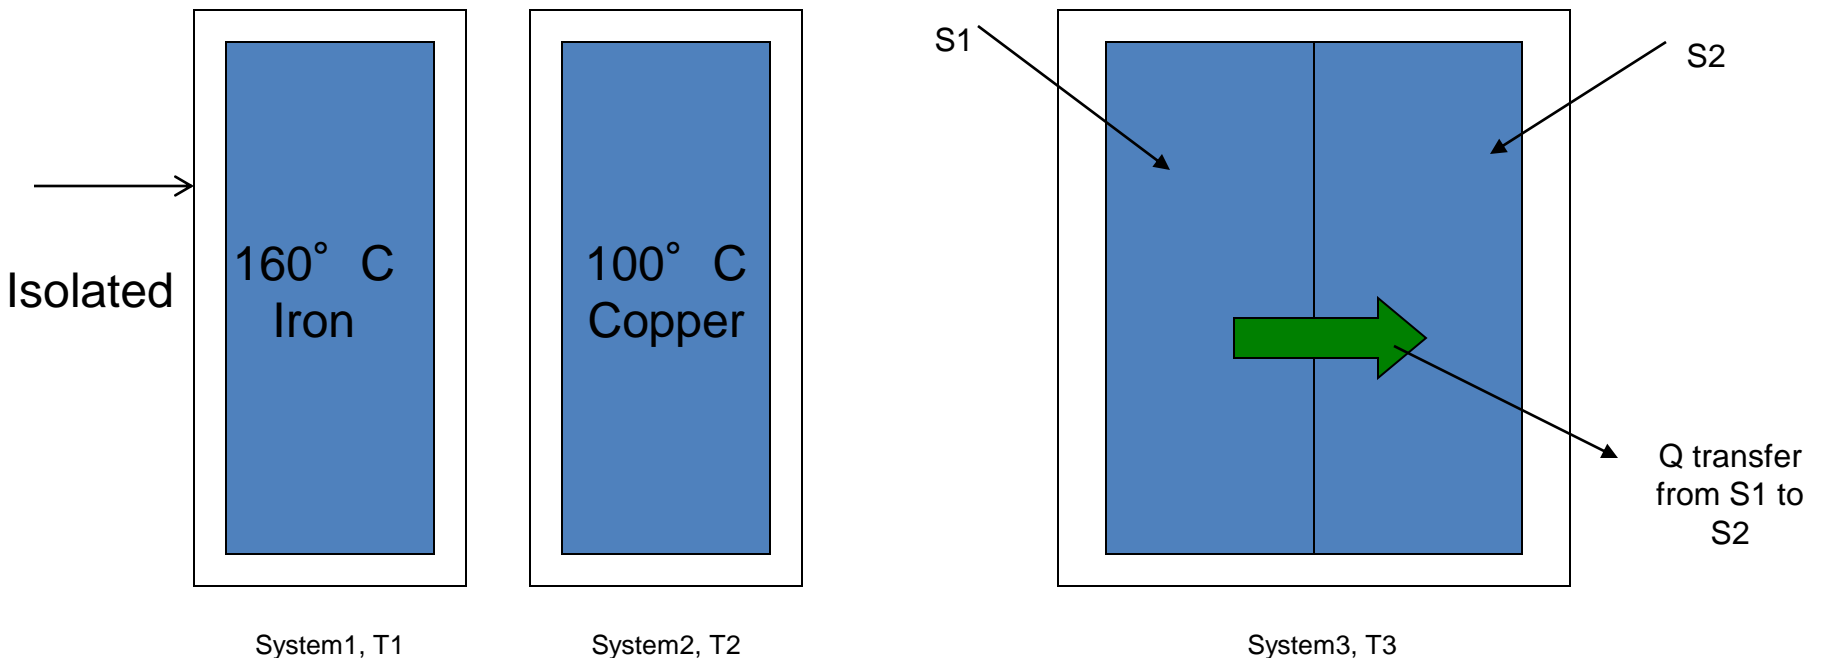 Isolated
160° C
Iron
100° C
Copper
S1
S2
Q transfer
from S1 to
S2
System1, T1
System2, T2
System3, T3